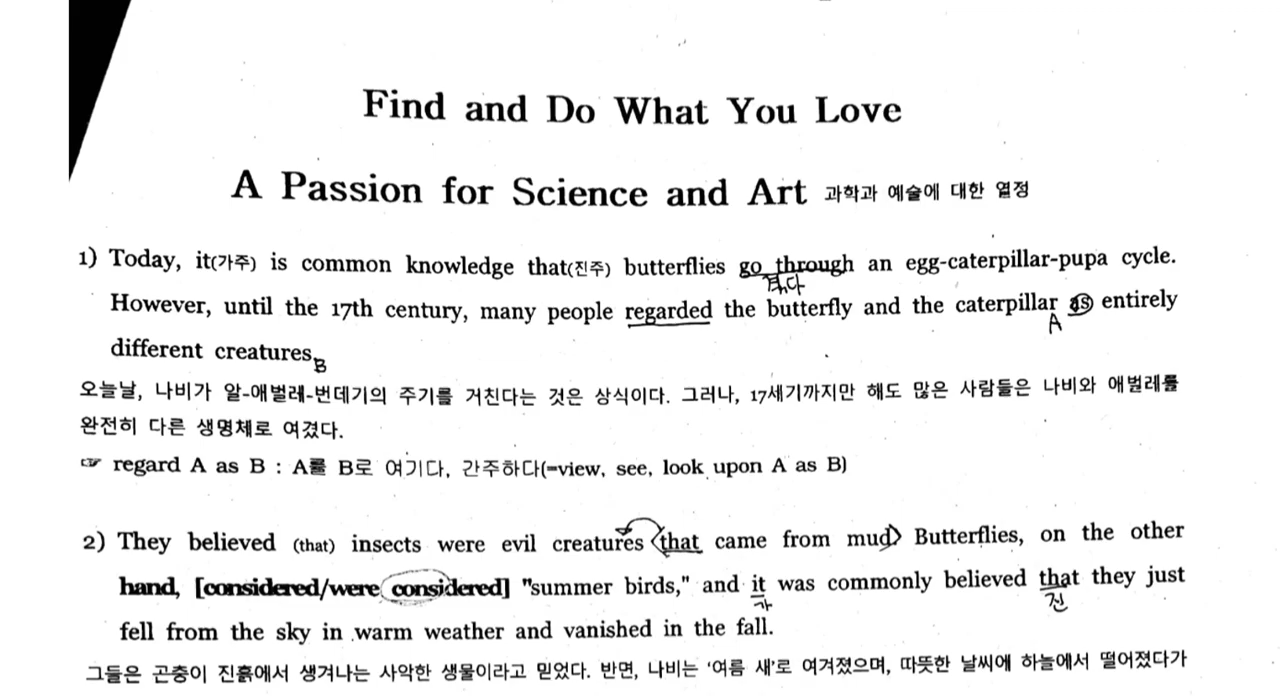 Find and Do What You Love
A Passion for Science and Art 과학과 예술에 대한 열정
1) Today, it(가주) is common knowledge that(진주) butterflies go through an egg-caterpillar-pupa cycle.
겪다
However, until the 17th century, many people regarded the butterfly and the caterpillar as entirely
A
different creatures.
B
오늘날, 나비가 알-애벌레-번데기의 주기를 거친다는 것은 상식이다. 그러나, 17세기까지만 해도 많은 사람들은 나비와 애벌레를
완전히 다른 생명체로 여겼다.
☞ regard A as B : A를 B로 여기다, 간주하다(=view, see, look upon A as B)
2) They believed (that) insects were evil creatures that came from mud. Butterflies, on the other
hand, [considered/were considered] "summer birds," and it was commonly believed that they just
가 진
fell from the sky in warm weather and vanished in the fall.
그들은 곤충이 진흙에서 생겨나는 사악한 생물이라고 믿었다. 반면, 나비는 '여름 새'로 여겨졌으며, 따뜻한 날씨에 하늘에서 떨어졌다가